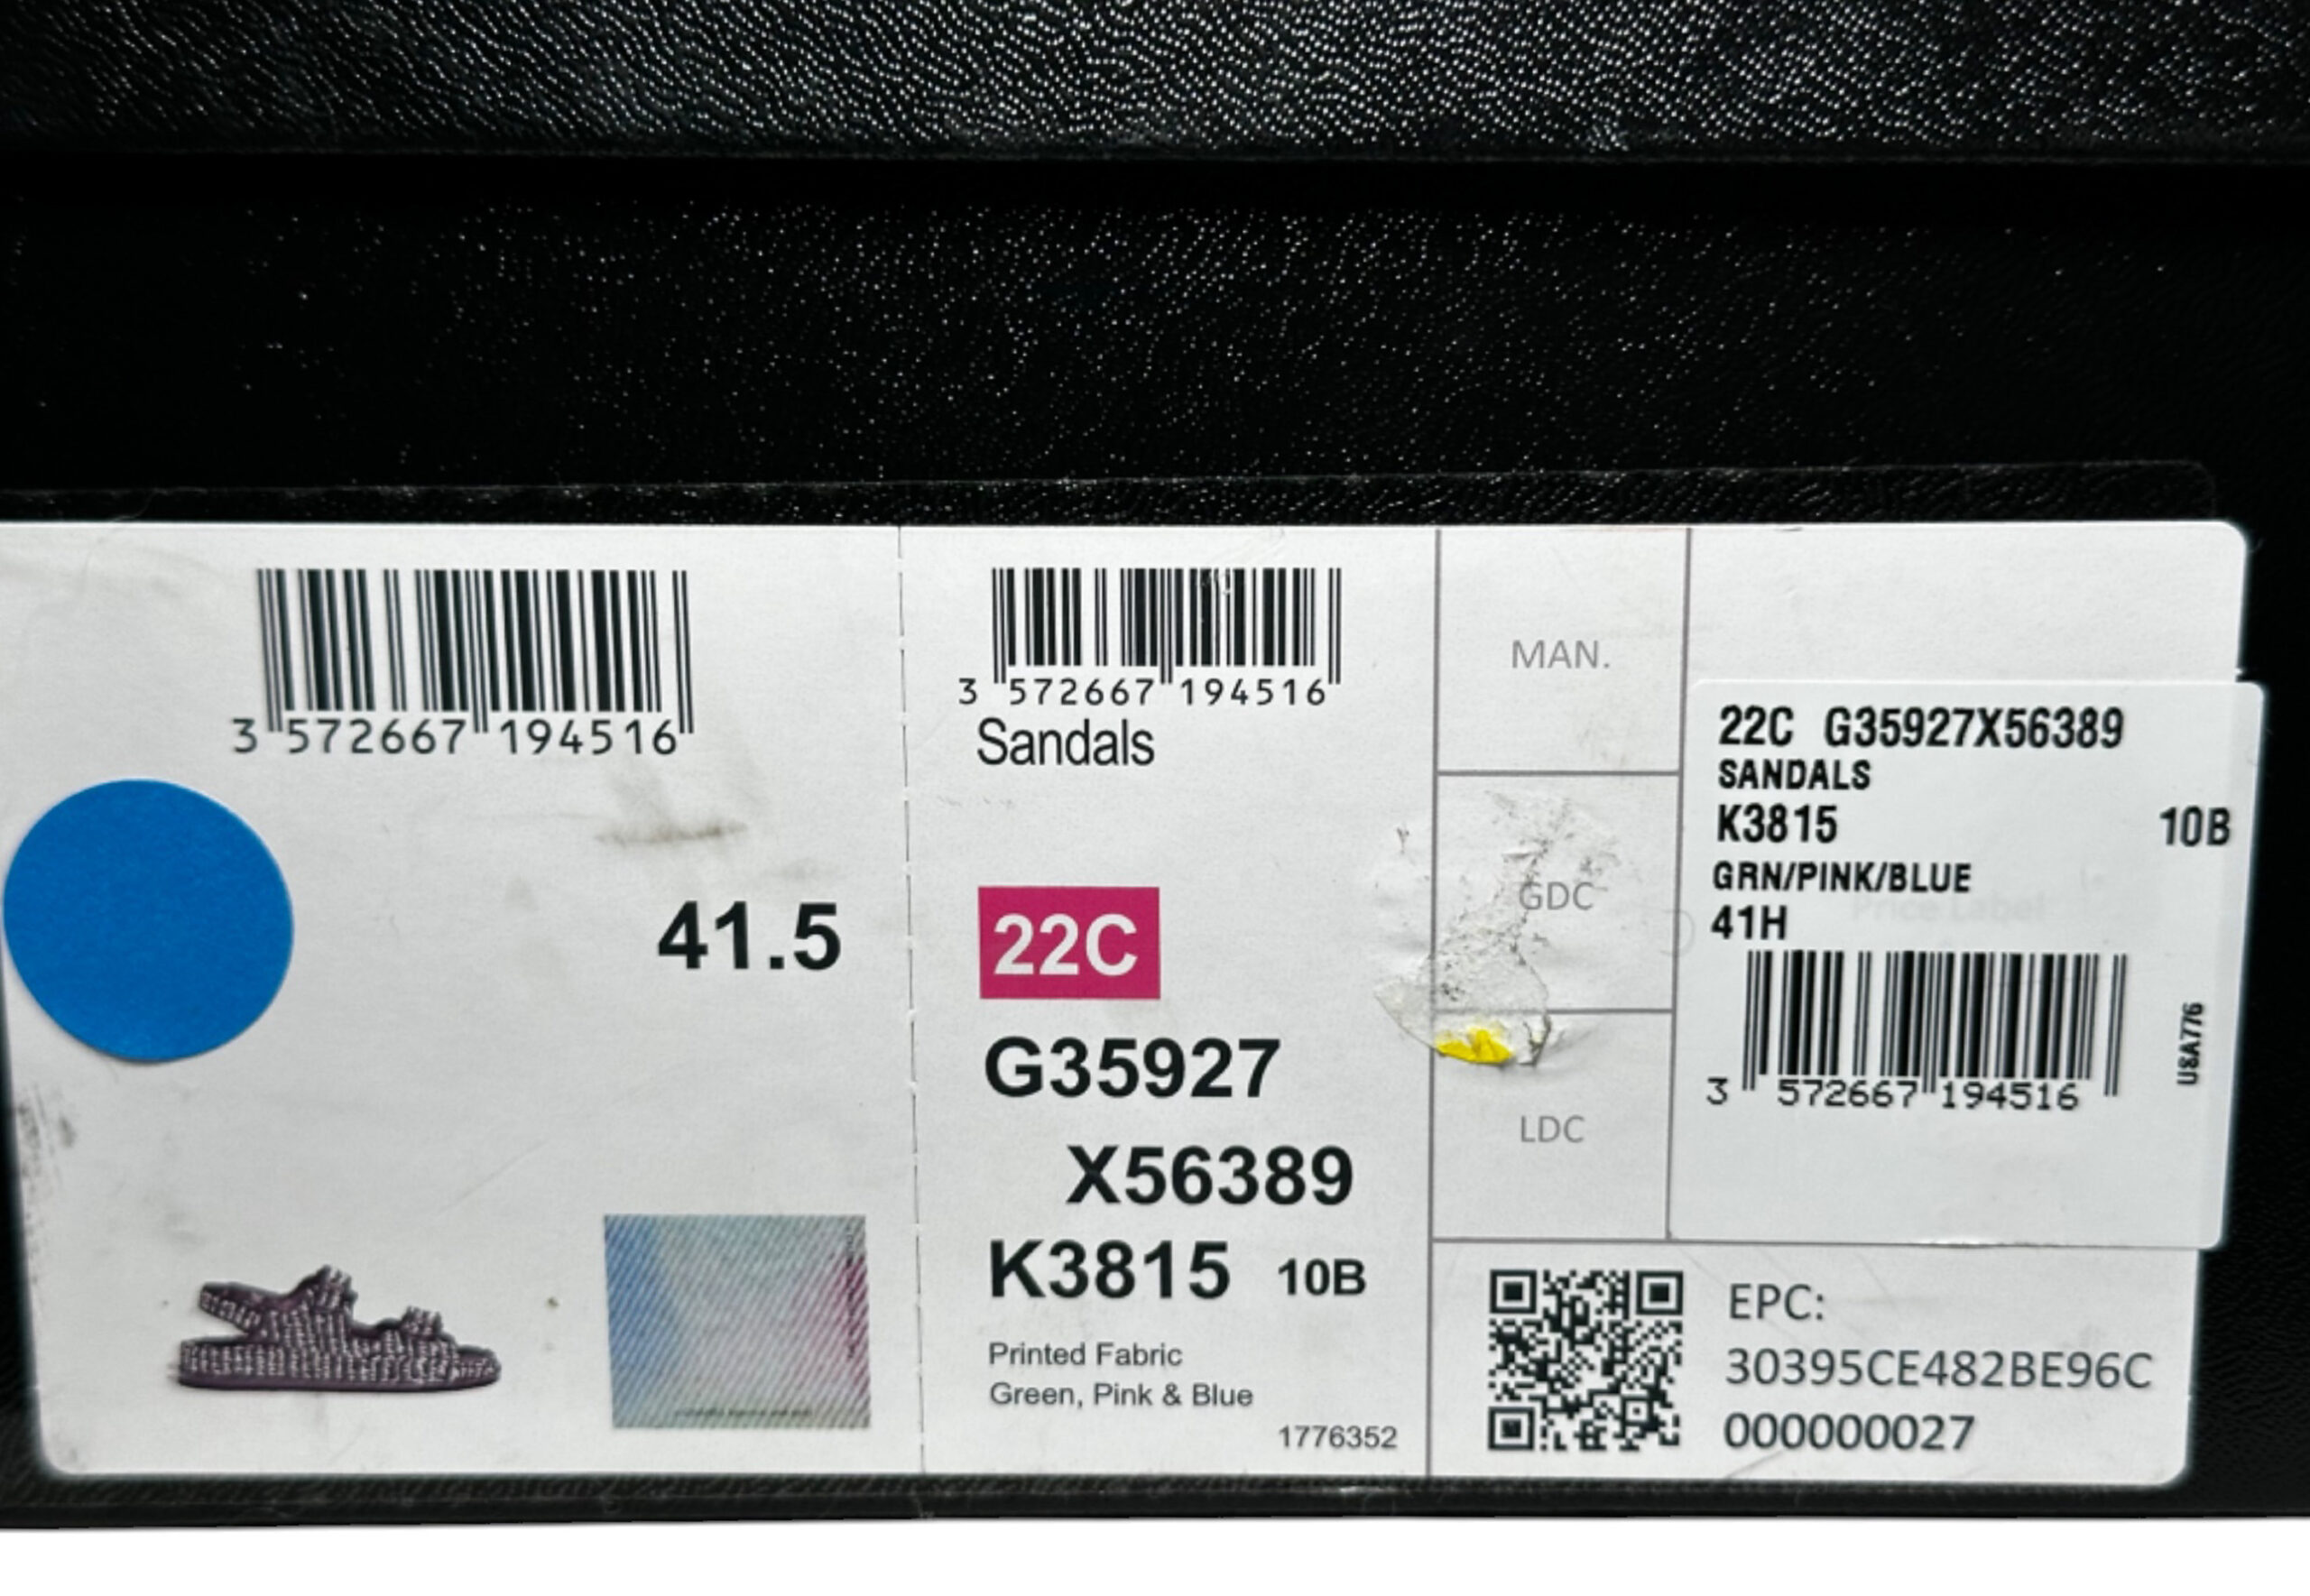 3 572667 194516
41.5
3 572667 194516
Sandals
22C
G35927
X56389
K3815 10B
Printed Fabric
Green, Pink & Blue
1776352
MAN.
GDC
LDC
22C G35927X56389
SANDALS
K3815 10B
GRN/PINK/BLUE
41H
Price Label
3 572667 194516
USA776
EPC:
30395CE482BE96C
000000027